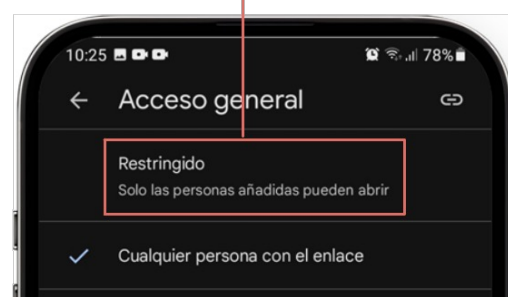 10:25 78%
Acceso general
Restringido
Solo las personas añadidas pueden abrir
Cualquier persona con el enlace